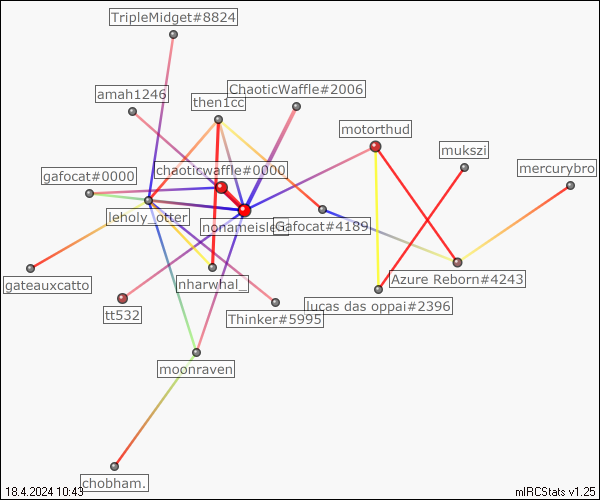 TripleMidget#8824
ChaoticWaffle#2006
amah1246
then1cc
motorthud
mukszi
mercurybro
chaoticwaffle#0000
gafocat#0000
leholy_otter
Gafocat#4189
Azure Reborn#4243
gateauxcatto
nharwhal_
lucas das oppai#2396
tt532
Thinker#5995
moonraven
chobham.
18.4.2024 10:43
mIRCStats v1.25